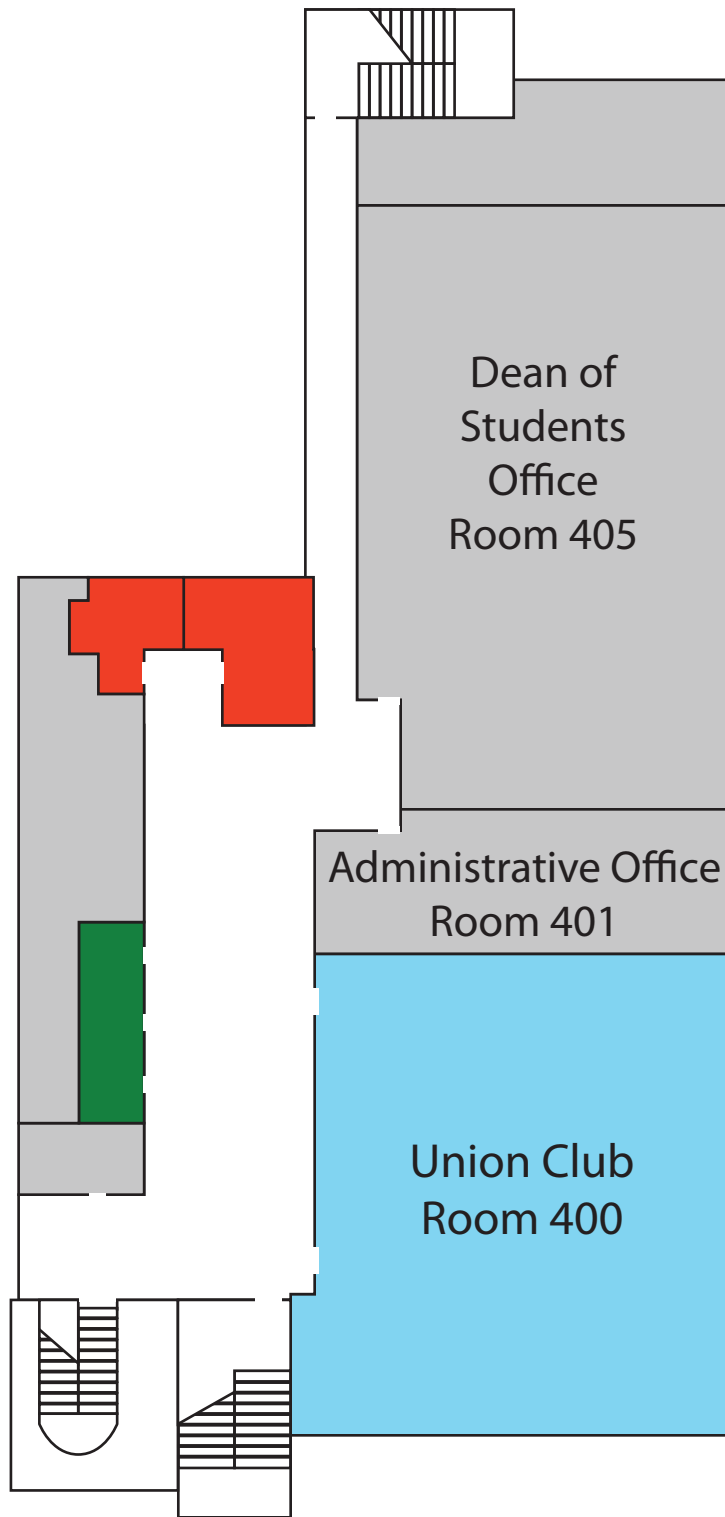 Dean of
Students
Office
Room 405
Administrative Office
Room 401
Union Club
Room 400